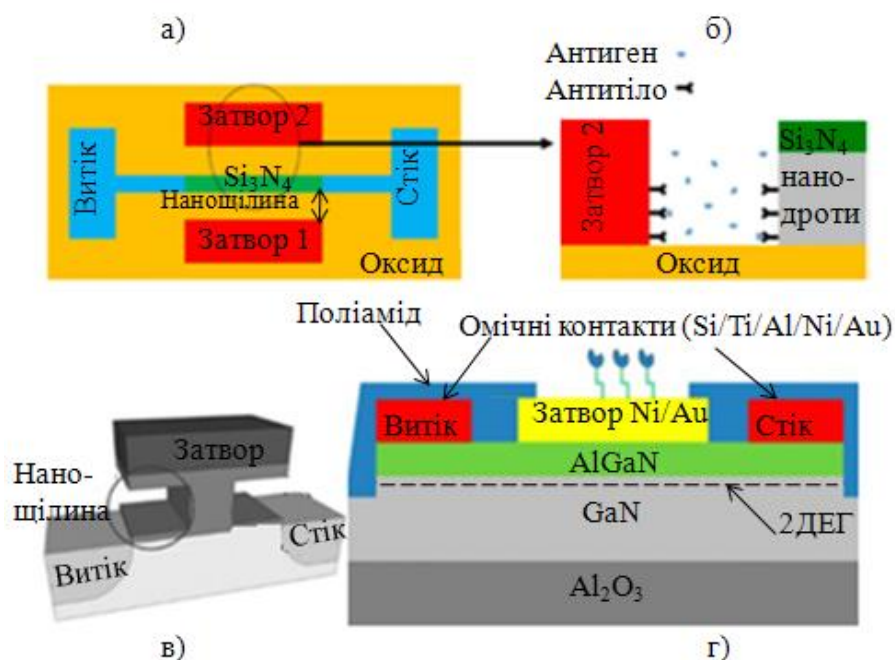 а)
Затвор 2
Витік
Si₃N₄
Стік
Нанощілина
Затвор 1
Оксид
б)
Антиген
Антитіло
Затвор 2
Si₃N₄
нано-
дроти
Оксид
Затвор
Нано-
щілина
Витік
Стік
в)
Поліамід
Омічні контакти (Si/Ti/Al/Ni/Au)
Витік
Затвор Ni/Au
Стік
AlGaN
GaN
2ДЕГ
Al₂O₃
г)